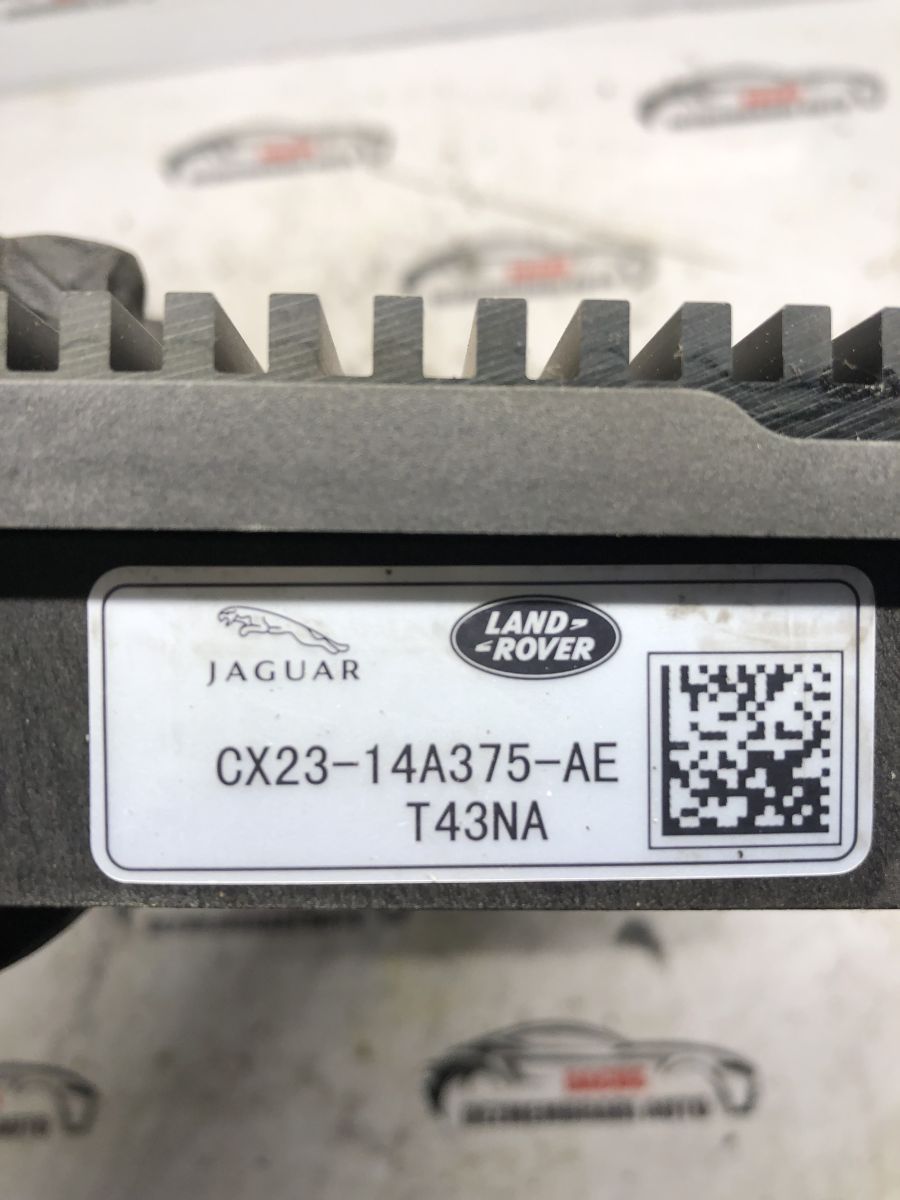 JAGUAR
LAND-
-ROVER
CX23-14A375-AE
T43NA